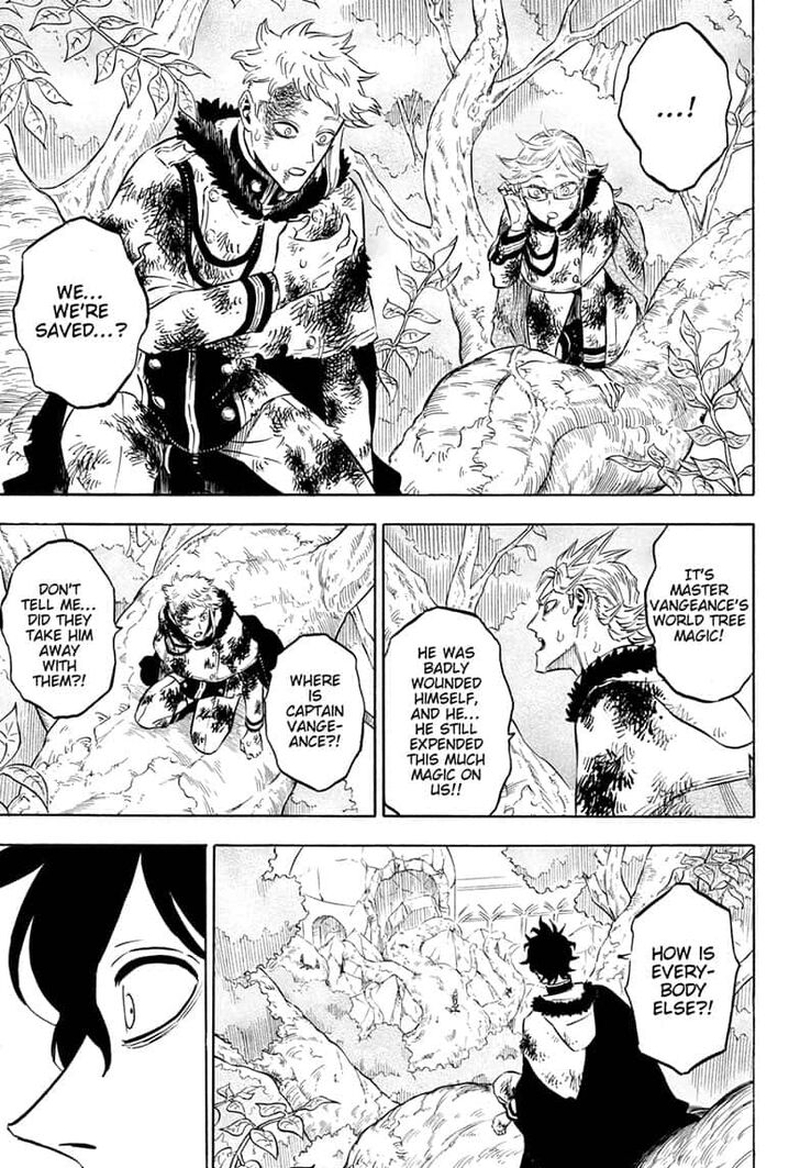 ...!
WE...
WE'RE
SAVED...?
IT'S
MASTER
VANGEANCE'S
WORLD TREE
MAGIC!
HE WAS
BADLY
WOUNDED
HIMSELF,
AND HE...
HE STILL
EXPENDED
THIS MUCH
MAGIC ON
US!!
WHERE
IS
CAPTAIN
VANGE-
ANCE?!
DON'T
TELL ME...
DID THEY
TAKE HIM
AWAY
WITH
THEM?!
HOW IS
EVERY-
BODY
ELSE?!